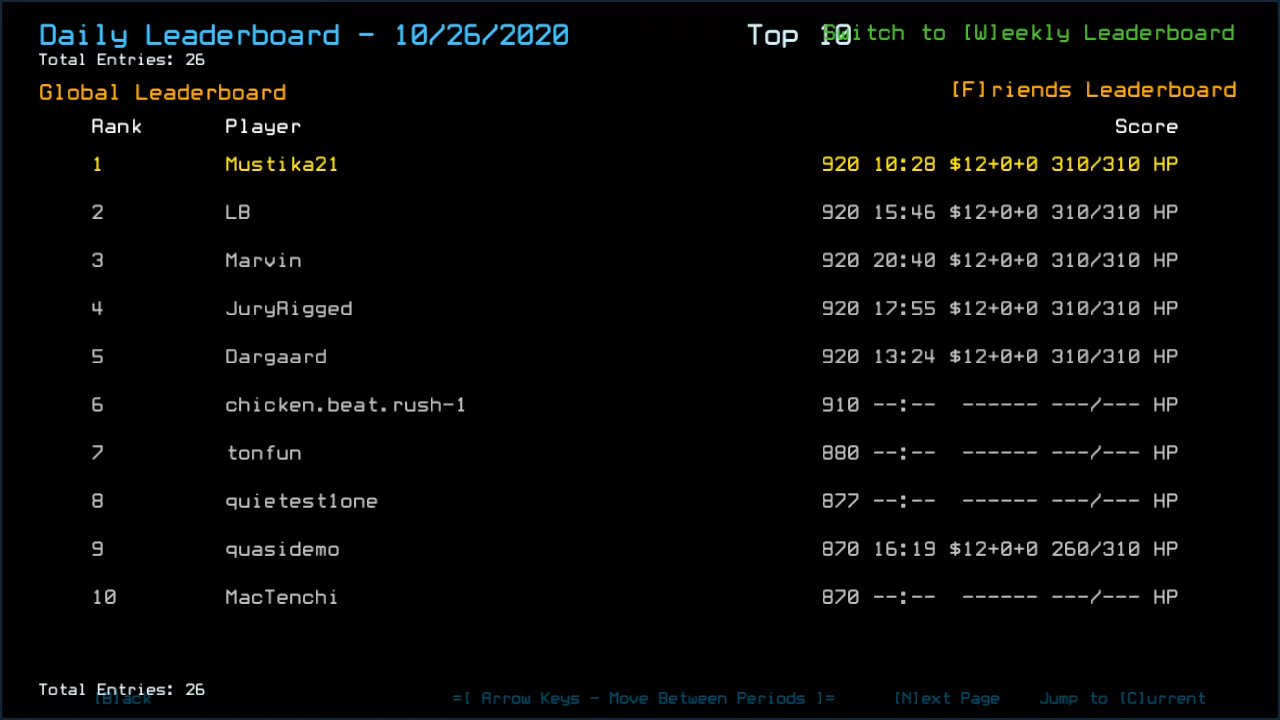 Daily Leaderboard - 10/26/2020 Top 10 Switch to [W]eekly Leaderboard
Total Entries: 26
Global Leaderboard [F]riends Leaderboard
Rank Player Score
1 Mustika21 920 10:28 $12+0+0 310/310 HP
2 LB 920 15:46 $12+0+0 310/310 HP
3 Marvin 920 20:40 $12+0+0 310/310 HP
4 JuryRigged 920 17:55 $12+0+0 310/310 HP
5 Dargaard 920 13:24 $12+0+0 310/310 HP
6 chicken.beat.rush-1 910 --:-- ------ ---/--- HP
7 tonfun 880 --:-- ------ ---/--- HP
8 quietest1one 877 --:-- ------ ---/--- HP
9 quasidemo 870 16:19 $12+0+0 260/310 HP
10 MacTenchi 870 --:-- ------ ---/--- HP
Total Entries: 26
[B]ack =[ Arrow Keys - Move Between Periods ]= [N]ext Page Jump to [C]urrent